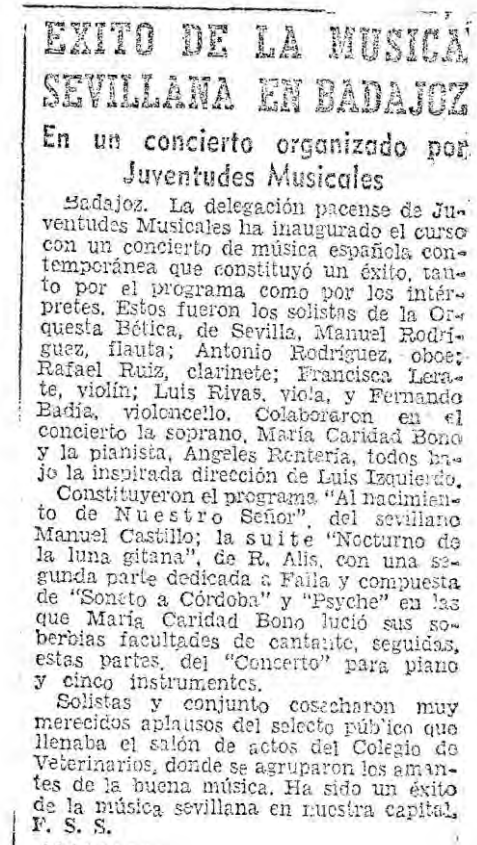 EXITO DE LA MUSICA
SEVILLANA EN BADAJOZ
En un concierto organizado por
Juventudes Musicales
Badajoz. La delegación pacense de Ju-
ventudes Musicales ha inaugurado el curso
con un concierto de música española con-
temporánea que constituyó un éxito, tan-
to por el programa como por los intér-
pretes. Estos fueron los solistas de la Or-
questa Bética, de Sevilla, Manuel Rodrí-
guez, flauta; Antonio Rodríguez, oboe;
Rafael Ruiz, clarinete; Francisca Lera-
te, violín; Luis Rivas, viola, y Fernando
Badía, violoncello. Colaboraron en el
concierto la soprano, María Caridad Bono
y la pianista, Angeles Rentería, todos ba-
jo la inspirada dirección de Luis Izquierdo.
Constituyeron el programa "Al nacimien-
to de Nuestro Señor", del sevillano
Manuel Castillo; la suite "Nocturno de
la luna gitana", de R. Alis, con una se-
gunda parte dedicada a Falla y compuesta
de "Soneto a Córdoba" y "Psyche" en las
que María Caridad Bono lució sus so-
berbias facultades de cantante, seguidas,
estas partes, del "Concerto" para piano
y cinco instrumentos.
Solistas y conjunto cosecharon muy
merecidos aplausos del selecto público que
llenaba el salón de actos del Colegio de
Veterinarios, donde se agruparon los aman-
tes de la buena música. Ha sido un éxito
de la música sevillana en nuestra capital.
F. S. S.